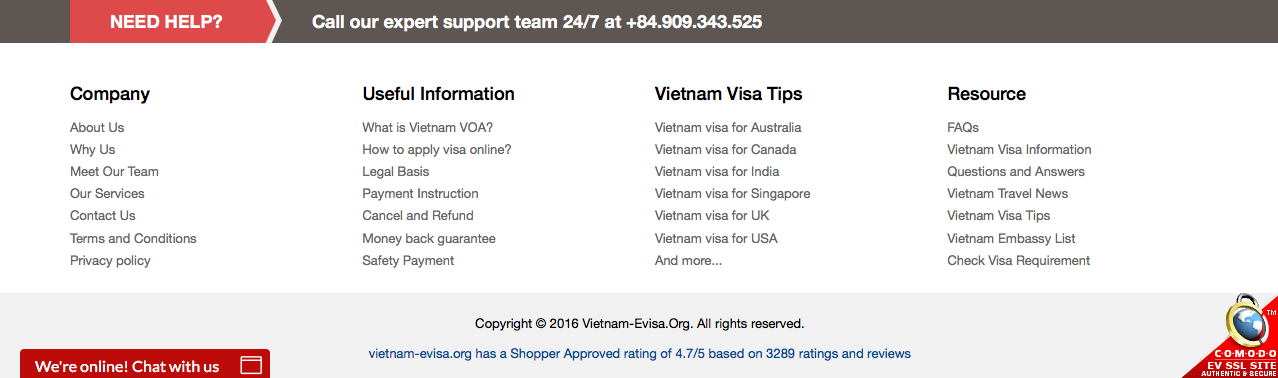 NEED HELP?
Call our expert support team 24/7 at +84.909.343.525
Company
About Us
Why Us
Meet Our Team
Our Services
Contact Us
Terms and Conditions
Privacy policy
Useful Information
What is Vietnam VOA?
How to apply visa online?
Legal Basis
Payment Instruction
Cancel and Refund
Money back guarantee
Safety Payment
Vietnam Visa Tips
Vietnam visa for Australia
Vietnam visa for Canada
Vietnam visa for India
Vietnam visa for Singapore
Vietnam visa for UK
Vietnam visa for USA
And more...
Resource
FAQs
Vietnam Visa Information
Questions and Answers
Vietnam Travel News
Vietnam Visa Tips
Vietnam Embassy List
Check Visa Requirement
Copyright © 2016 Vietnam-Evisa.Org. All rights reserved.
vietnam-evisa.org has a Shopper Approved rating of 4.7/5 based on 3289 ratings and reviews
We're online! Chat with us
TM
C·O·M·O·D·O
EV SSL SITE
AUTHENTIC & SECURE